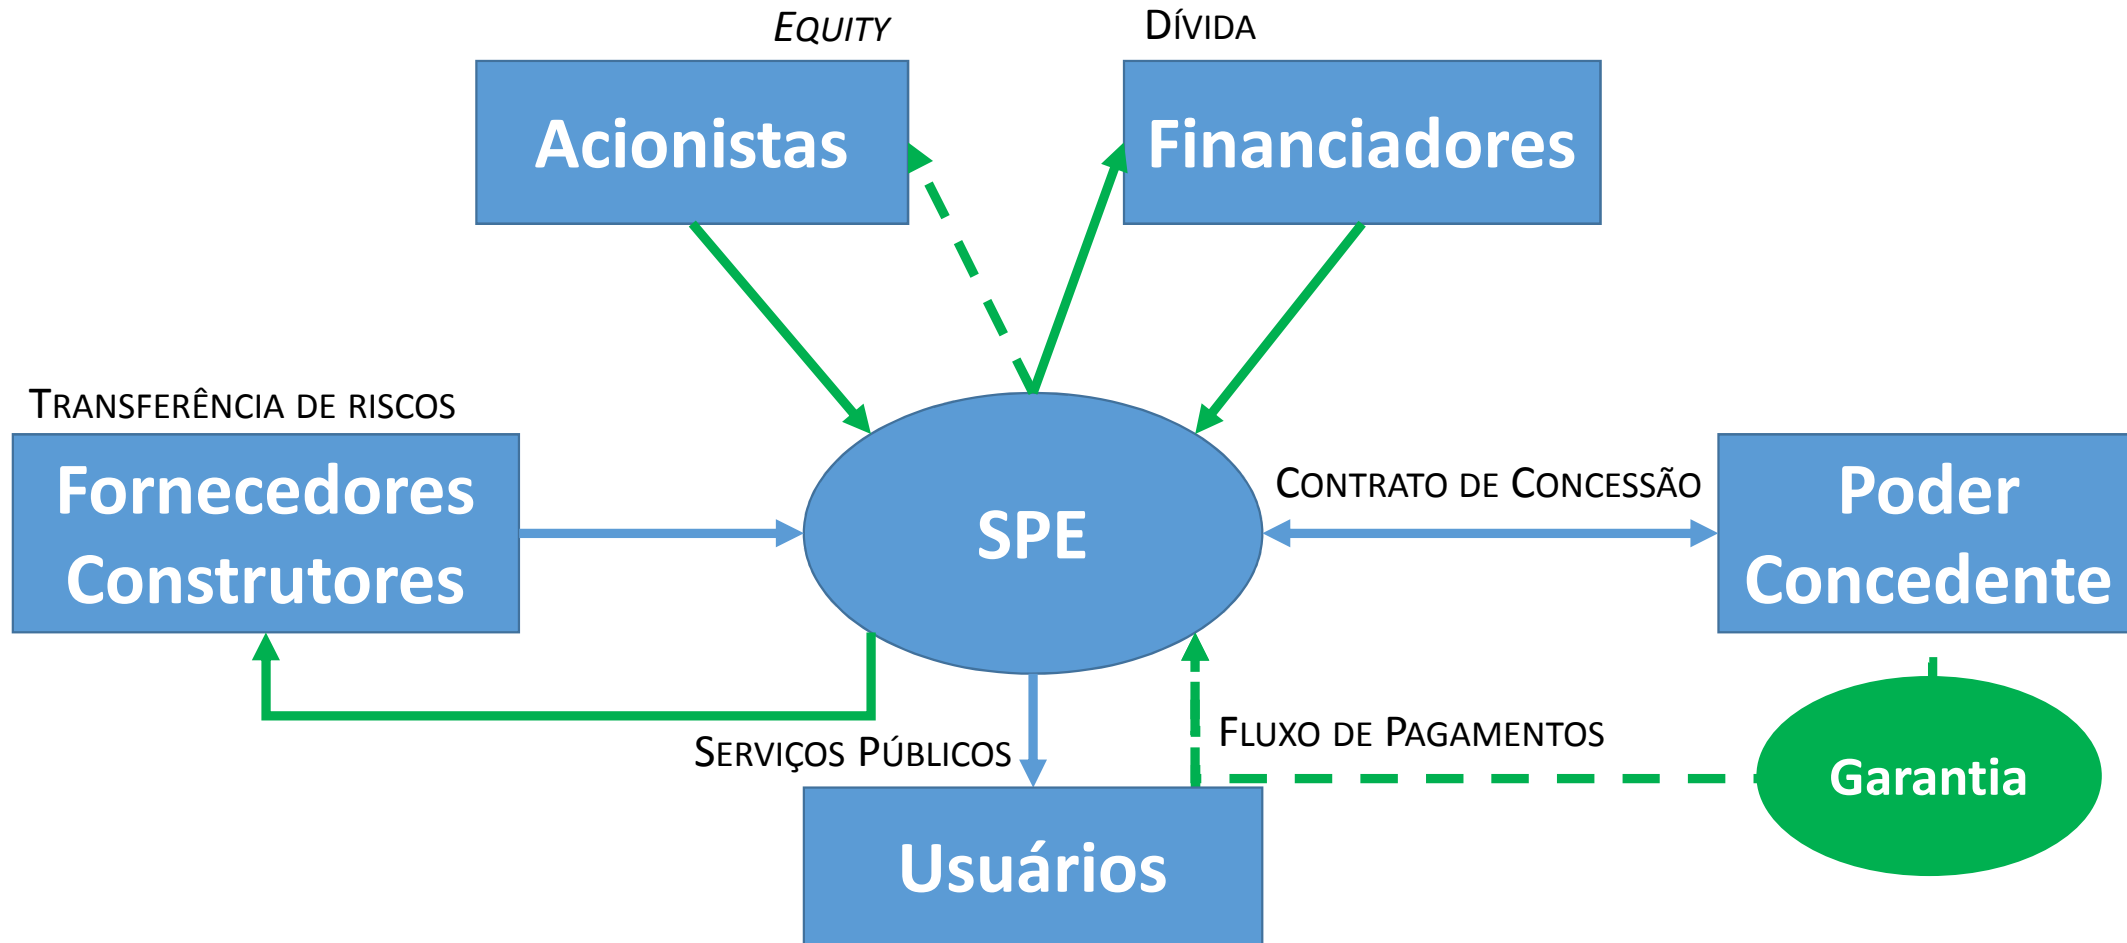 EQUITY
DÍVIDA
Acionistas
Financiadores
TRANSFERÊNCIA DE RISCOS
Fornecedores
Construtores
SPE
CONTRATO DE CONCESSÃO
Poder
Concedente
SERVIÇOS PÚBLICOS
FLUXO DE PAGAMENTOS
Garantia
Usuários